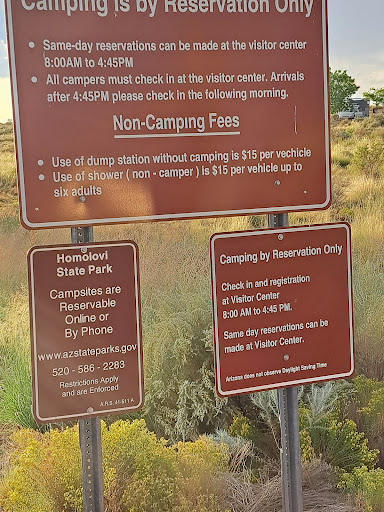 Camping is by Reservation Only
• Same-day reservations can be made at the visitor center
8:00AM to 4:45PM
• All campers must check in at the visitor center. Arrivals
after 4:45PM please check in the following morning.
Non-Camping Fees
• Use of dump station without camping is $15 per vechicle
• Use of shower ( non - camper ) is $15 per vehicle up to
six adults
Homolovi
State Park
Campsites are
Reservable
Online or
By Phone
www.azstateparks.gov
520 - 586 - 2283
Restrictions Apply
and are Enforced
A.R.S. 41-511 A
Camping by Reservation Only
Check in and registration
at Visitor Center
8:00 AM to 4:45 PM.
Same day reservations can be
made at Visitor Center.
Arizona does not observe Daylight Saving Time